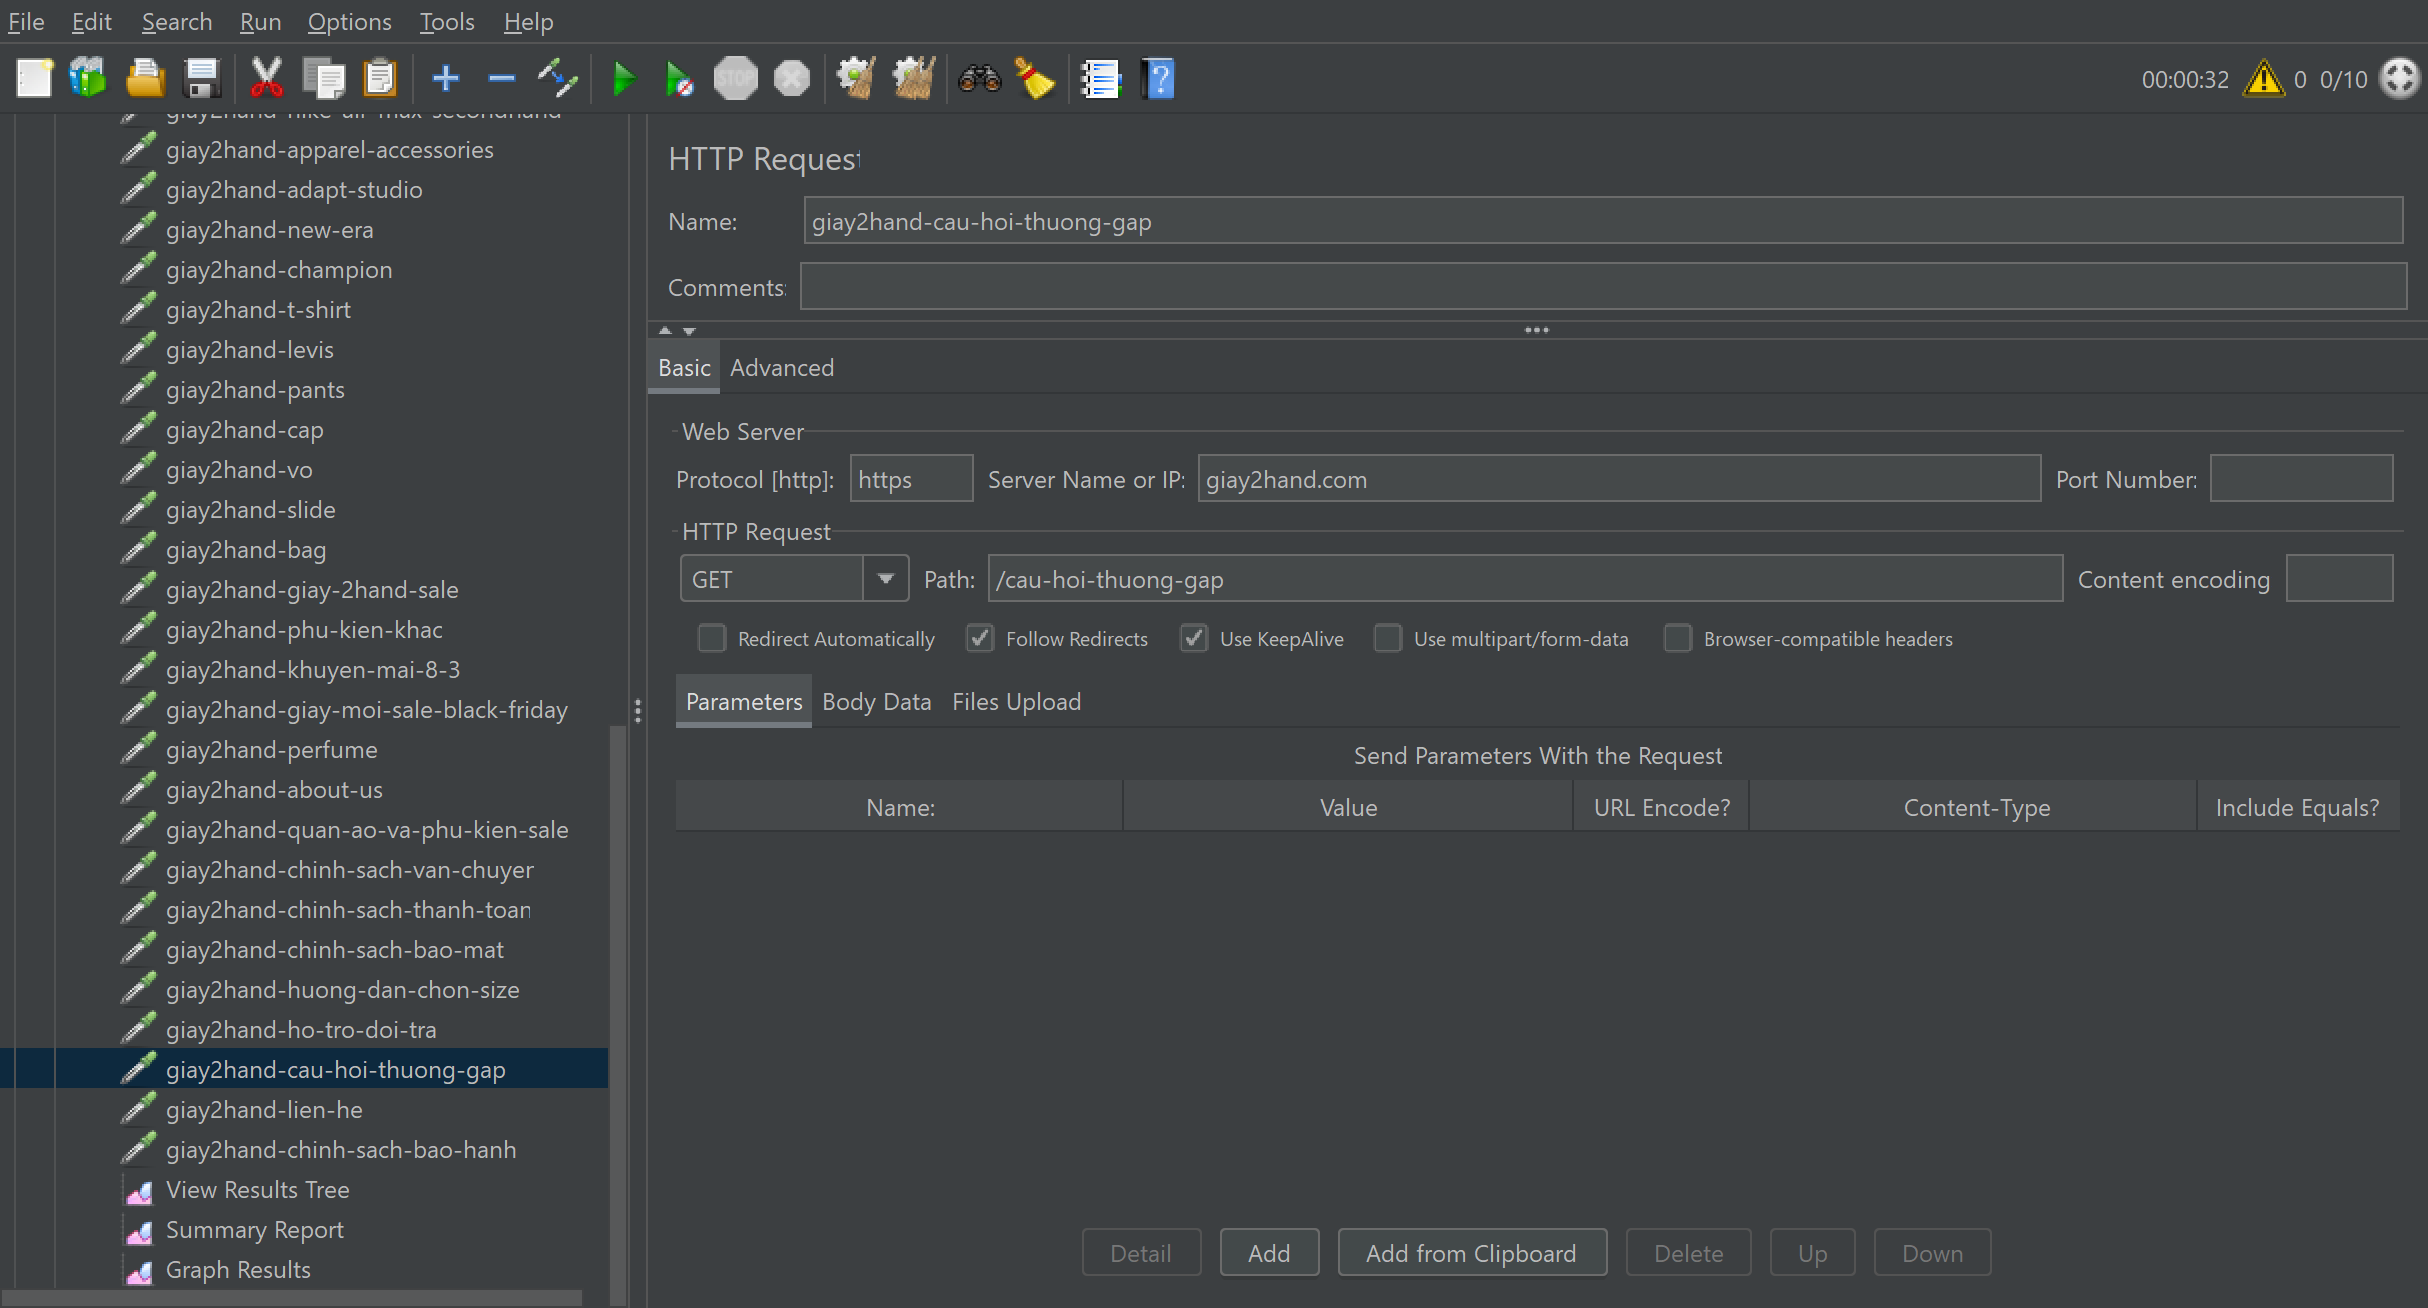 File Edit Search Run Options Tools Help
STOP
00:00:32 0 0/10
giay2hand-nike-air-max-secondhand
giay2hand-apparel-accessories
giay2hand-adapt-studio
giay2hand-new-era
giay2hand-champion
giay2hand-t-shirt
giay2hand-levis
giay2hand-pants
giay2hand-cap
giay2hand-vo
giay2hand-slide
giay2hand-bag
giay2hand-giay-2hand-sale
giay2hand-phu-kien-khac
giay2hand-khuyen-mai-8-3
giay2hand-giay-moi-sale-black-friday
giay2hand-perfume
giay2hand-about-us
giay2hand-quan-ao-va-phu-kien-sale
giay2hand-chinh-sach-van-chuyer
giay2hand-chinh-sach-thanh-toan
giay2hand-chinh-sach-bao-mat
giay2hand-huong-dan-chon-size
giay2hand-ho-tro-doi-tra
giay2hand-cau-hoi-thuong-gap
giay2hand-lien-he
giay2hand-chinh-sach-bao-hanh
View Results Tree
Summary Report
Graph Results
HTTP Request
Name: giay2hand-cau-hoi-thuong-gap
Comments:
Basic Advanced
Web Server
Protocol [http]: https Server Name or IP: giay2hand.com Port Number:
HTTP Request
GET Path: /cau-hoi-thuong-gap Content encoding
Redirect Automatically Follow Redirects Use KeepAlive Use multipart/form-data Browser-compatible headers
Parameters Body Data Files Upload
Send Parameters With the Request
Name: Value URL Encode? Content-Type Include Equals?
Detail Add Add from Clipboard Delete Up Down